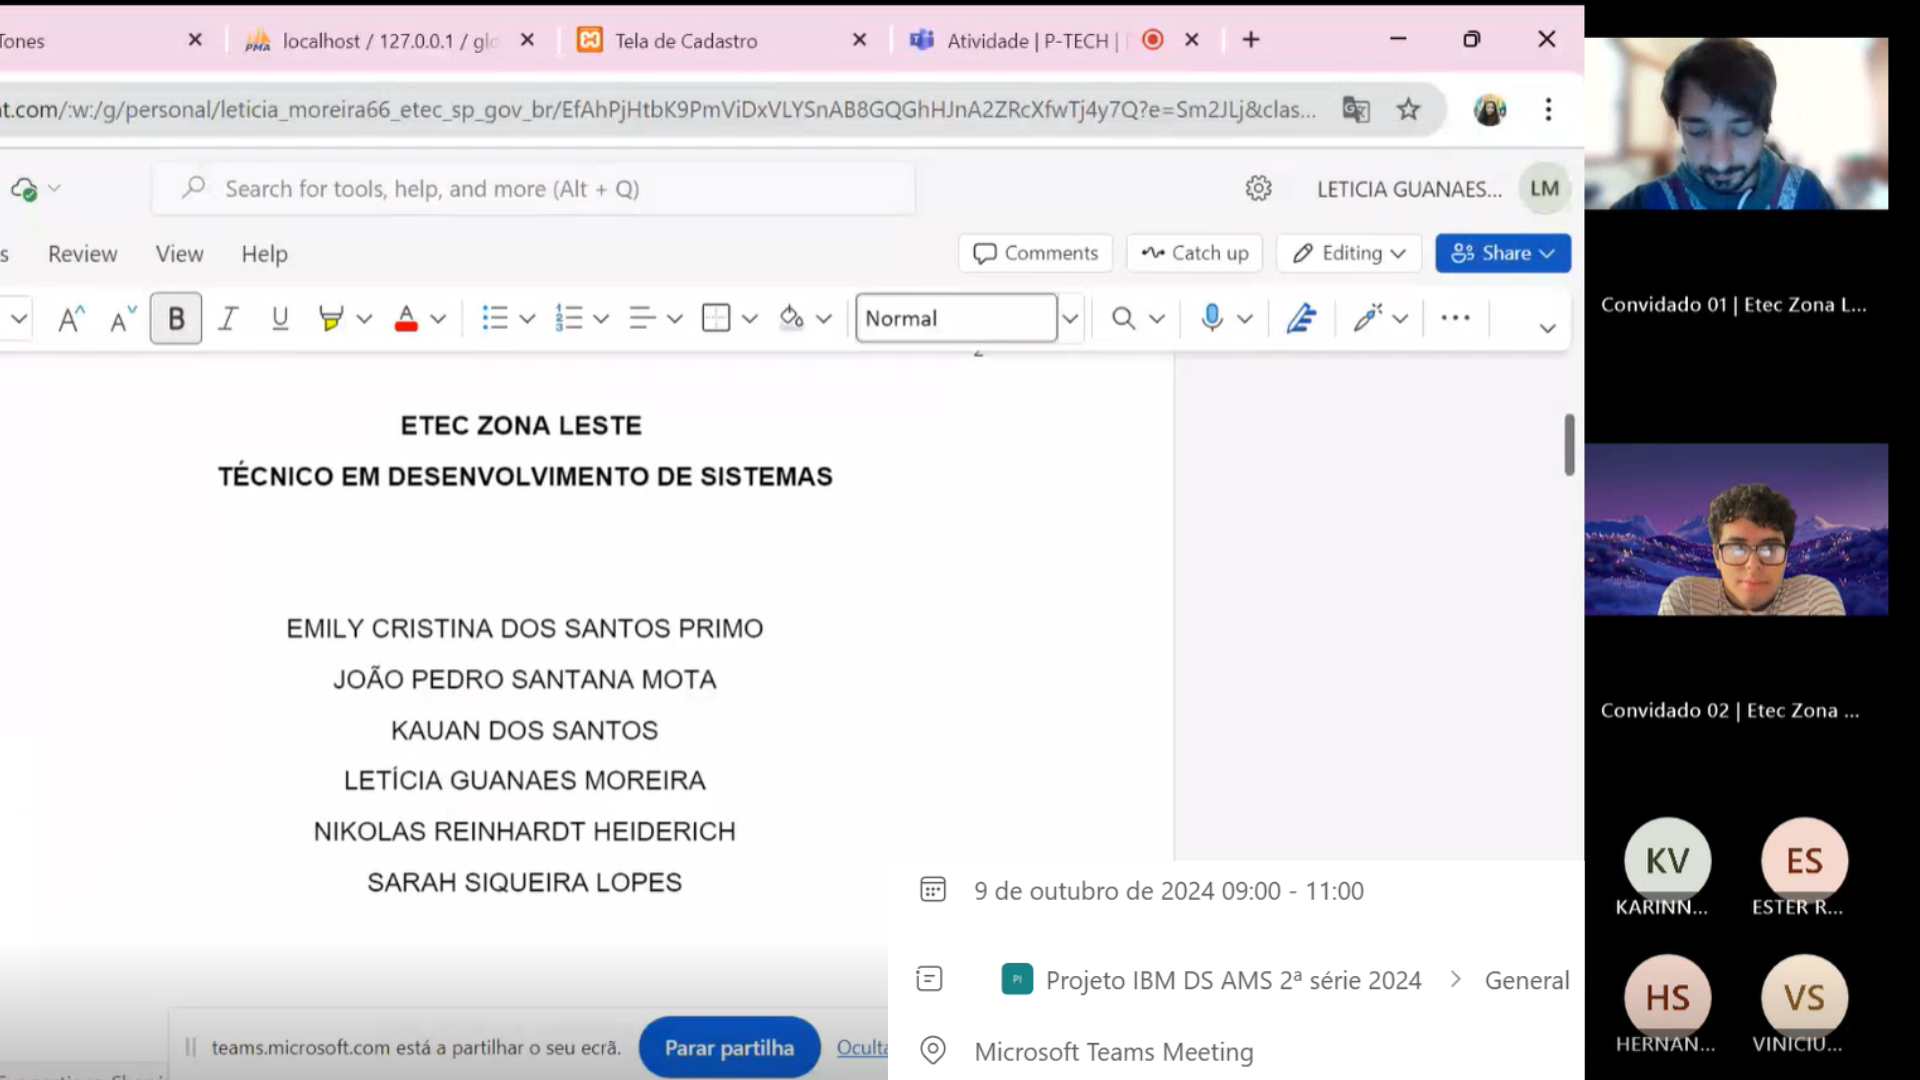 Tones
PMA
localhost / 127.0.0.1 / glo
Tela de Cadastro
Atividade | P-TECH |
t.com/:w:/g/personal/leticia_moreira66_etec_sp_gov_br/EfAhPjHtbK9PmViDxVLYSnAB8GQGhHJnA2ZRcXfwTj4y7Q?e=Sm2JLj&clas...
Search for tools, help, and more (Alt + Q)
LETICIA GUANAES...
LM
s
Review
View
Help
Comments
Catch up
Editing
Share
Normal
ETEC ZONA LESTE
TÉCNICO EM DESENVOLVIMENTO DE SISTEMAS
EMILY CRISTINA DOS SANTOS PRIMO
JOÃO PEDRO SANTANA MOTA
KAUAN DOS SANTOS
LETÍCIA GUANAES MOREIRA
NIKOLAS REINHARDT HEIDERICH
SARAH SIQUEIRA LOPES
teams.microsoft.com está a partilhar o seu ecrã.
Parar partilha
Oculta
9 de outubro de 2024 09:00 - 11:00
PI
Projeto IBM DS AMS 2ª série 2024 > General
Microsoft Teams Meeting
Convidado 01 | Etec Zona L...
Convidado 02 | Etec Zona ...
KV
KARINN...
ES
ESTER R...
HS
HERNAN...
VS
VINICIU...